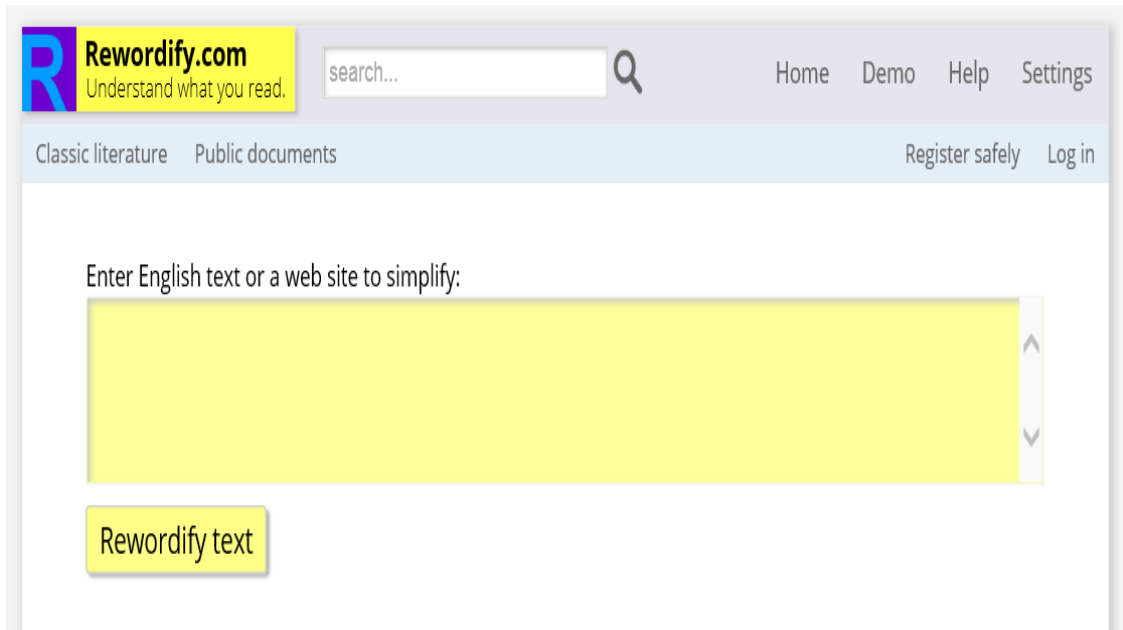 R
Rewordify.com
Understand what you read.
search...
Home Demo Help Settings
Classic literature Public documents
Register safely Log in
Enter English text or a web site to simplify:
Rewordify text